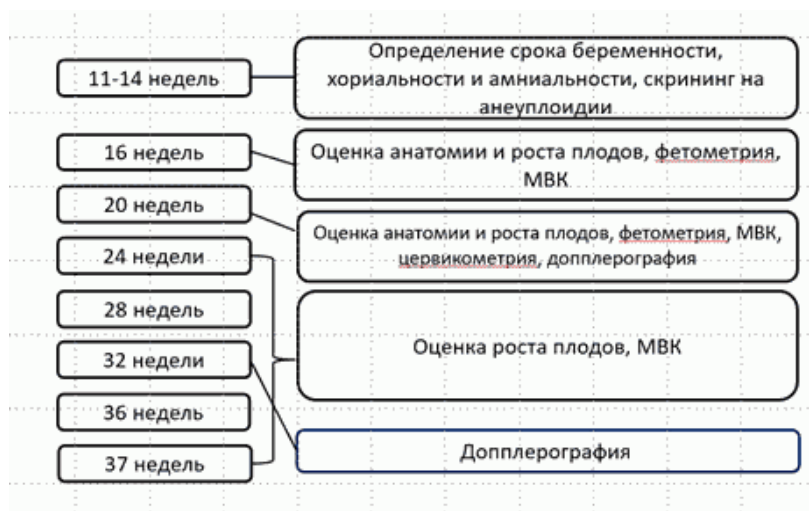 11-14 недель
Определение срока беременности,
хориальности и амниальности, скрининг на
анеуплоидии
16 недель
Оценка анатомии и роста плодов, фетометрия,
МВК
20 недель
Оценка анатомии и роста плодов, фетометрия, МВК,
цервикометрия, допплерография
24 недели
28 недель
32 недели
36 недель
37 недель
Оценка роста плодов, МВК
Допплерография